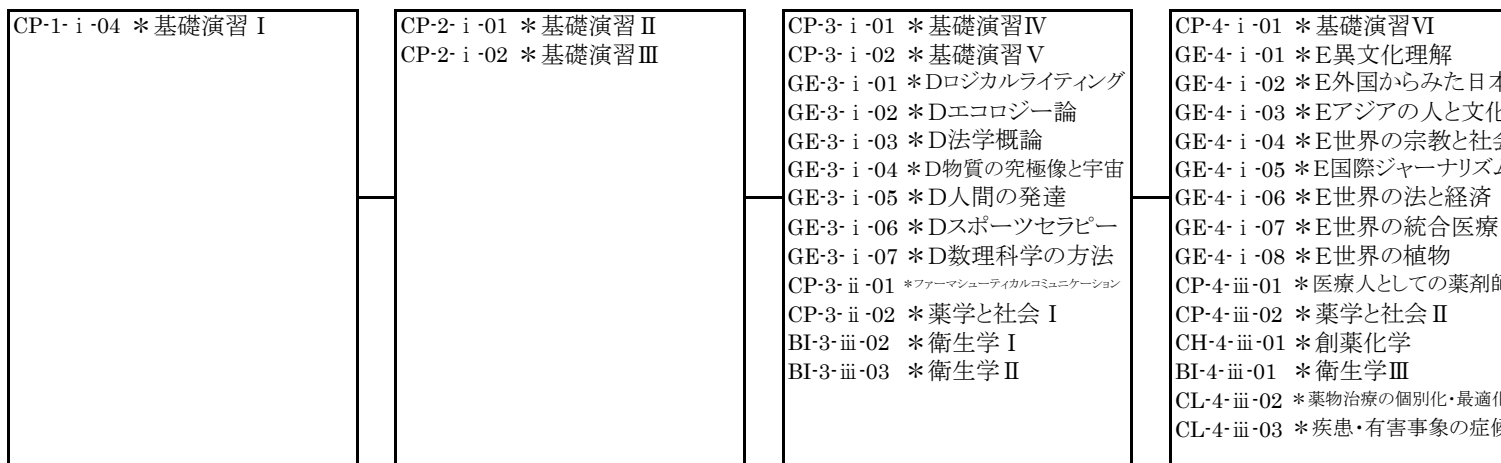 CP-1-ⅰ-04 ＊基礎演習Ⅰ
CP-2-ⅰ-01 ＊基礎演習Ⅱ
CP-2-ⅰ-02 ＊基礎演習Ⅲ
CP-3-ⅰ-01 ＊基礎演習Ⅳ
CP-3-ⅰ-02 ＊基礎演習Ⅴ
GE-3-ⅰ-01 ＊Dロジカルライティング
GE-3-ⅰ-02 ＊Dエコロジー論
GE-3-ⅰ-03 ＊D法学概論
GE-3-ⅰ-04 ＊D物質の究極像と宇宙
GE-3-ⅰ-05 ＊D人間の発達
GE-3-ⅰ-06 ＊Dスポーツセラピー
GE-3-ⅰ-07 ＊D数理科学の方法
CP-3-ⅱ-01 ＊ファーマシューティカルコミュニケーション
CP-3-ⅱ-02 ＊薬学と社会Ⅰ
BI-3-ⅲ-02 ＊衛生学Ⅰ
BI-3-ⅲ-03 ＊衛生学Ⅱ
CP-4-ⅰ-01 ＊基礎演習Ⅵ
GE-4-ⅰ-01 ＊E異文化理解
GE-4-ⅰ-02 ＊E外国からみた日本
GE-4-ⅰ-03 ＊Eアジアの人と文化
GE-4-ⅰ-04 ＊E世界の宗教と社会
GE-4-ⅰ-05 ＊E国際ジャーナリズム
GE-4-ⅰ-06 ＊E世界の法と経済
GE-4-ⅰ-07 ＊E世界の統合医療
GE-4-ⅰ-08 ＊E世界の植物
CP-4-ⅲ-01 ＊医療人としての薬剤師
CP-4-ⅲ-02 ＊薬学と社会Ⅱ
CH-4-ⅲ-01 ＊創薬化学
BI-4-ⅲ-01 ＊衛生学Ⅲ
CL-4-ⅲ-02 ＊薬物治療の個別化・最適化
CL-4-ⅲ-03 ＊疾患・有害事象の症候